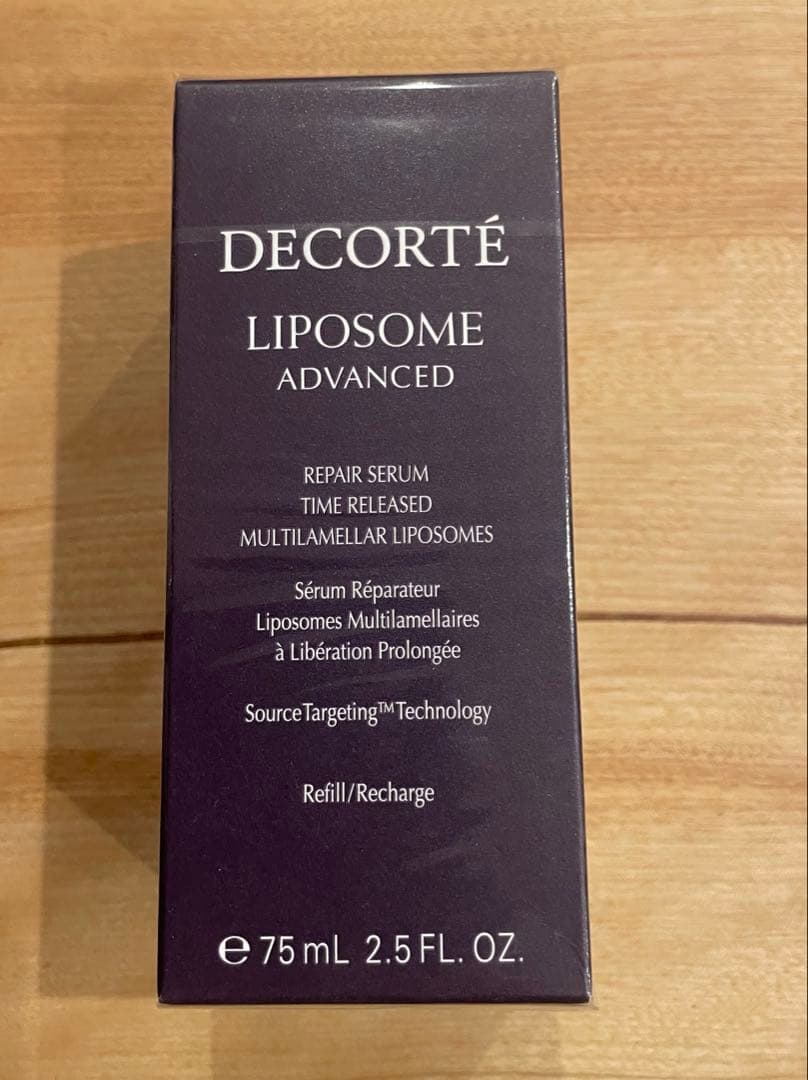 DECORTÉ
LIPOSOME
ADVANCED
REPAIR SERUM
TIME RELEASED
MULTILAMELLAR LIPOSOMES
Sérum Réparateur
Liposomes Multilamellaires
à Libération Prolongée
SourceTargeting™Technology
Refill/Recharge
℮ 75 mL 2.5 FL. OZ.